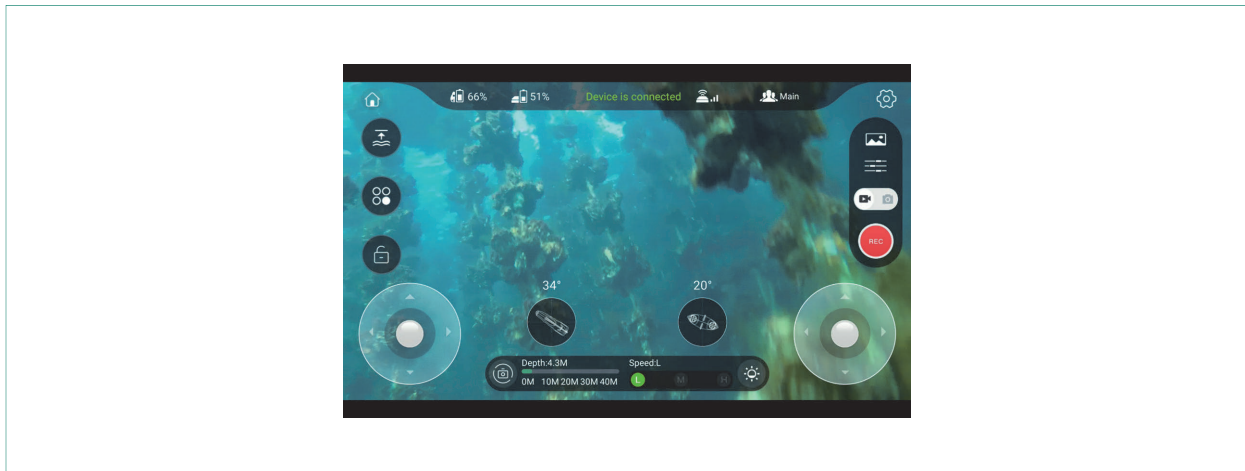 66% 51% Device is connected Main
REC
34° 20°
Depth:4.3M Speed:L
0M 10M 20M 30M 40M L M H